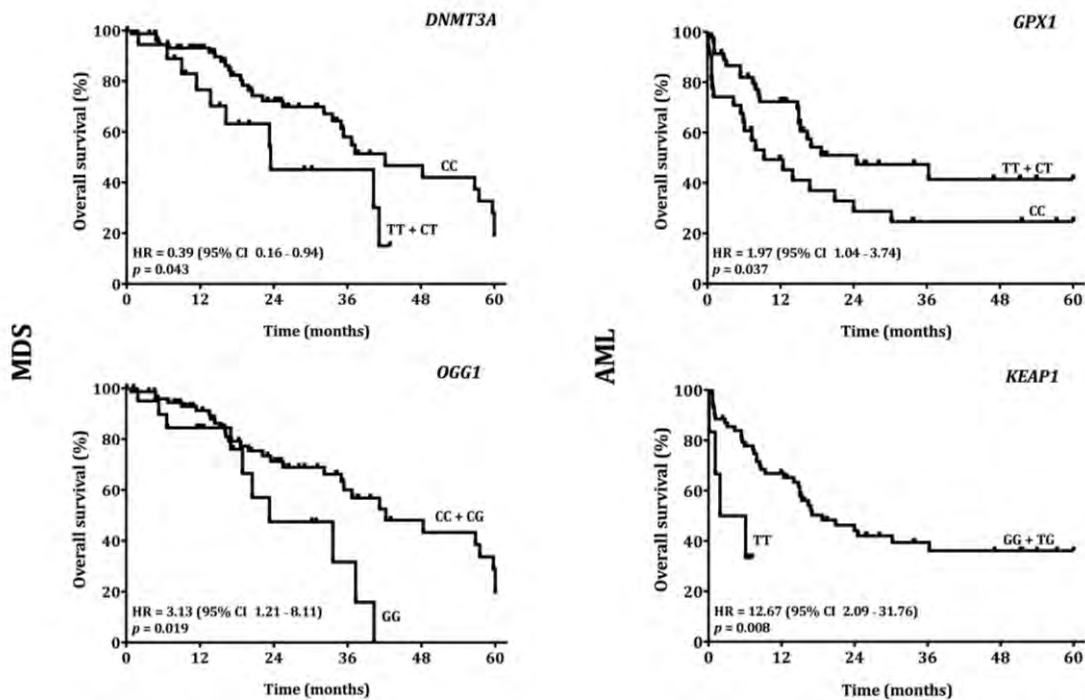 MDS
DNMT3A
Overall survival (%)
100
80
60
40
20
0
CC
TT + CT
HR = 0.39 (95% CI 0.16 - 0.94)
p = 0.043
0 12 24 36 48 60
Time (months)
OGG1
Overall survival (%)
100
80
60
40
20
0
CC + CG
GG
HR = 3.13 (95% CI 1.21 - 8.11)
p = 0.019
0 12 24 36 48 60
Time (months)
AML
GPX1
Overall survival (%)
100
80
60
40
20
0
TT + CT
CC
HR = 1.97 (95% CI 1.04 - 3.74)
p = 0.037
0 12 24 36 48 60
Time (months)
KEAP1
Overall survival (%)
100
80
60
40
20
0
TT
GG + TG
HR = 12.67 (95% CI 2.09 - 31.76)
p = 0.008
0 12 24 36 48 60
Time (months)